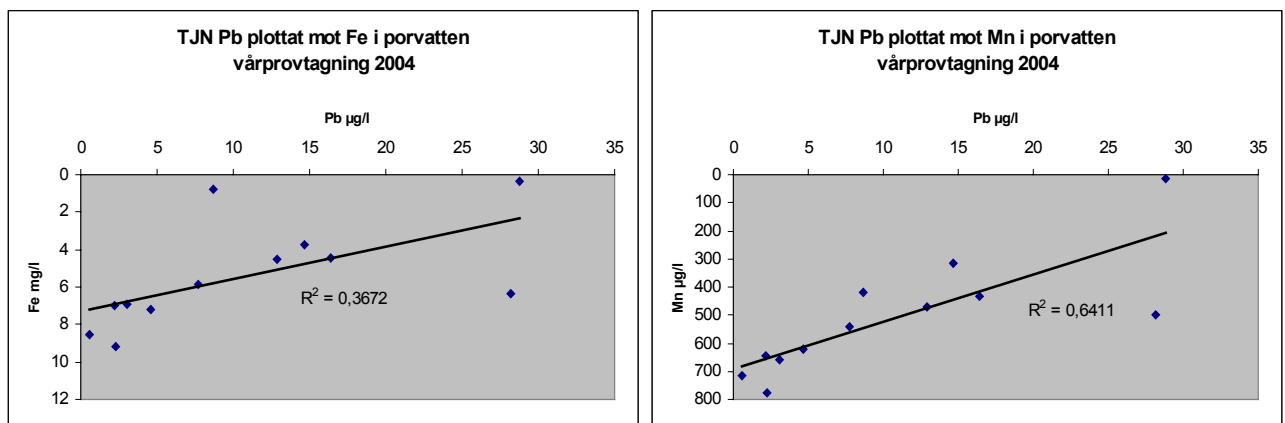 TJN Pb plottat mot Fe i porvatten
vårprovtagning 2004
Pb µg/l
0 5 10 15 20 25 30 35
0
2
4
6
8
10
12
Fe mg/l
R² = 0,3672
TJN Pb plottat mot Mn i porvatten
vårprovtagning 2004
Pb µg/l
0 5 10 15 20 25 30 35
0
100
200
300
400
500
600
700
800
Mn µg/l
R² = 0,6411